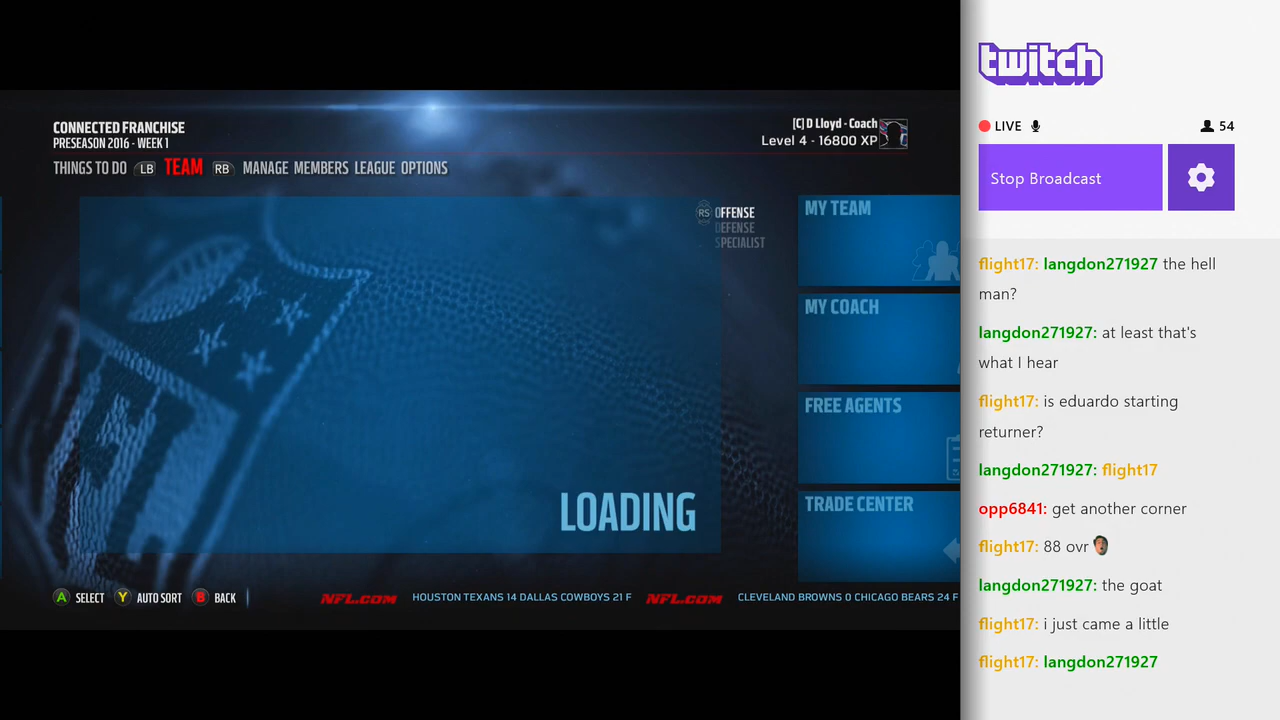 CONNECTED FRANCHISE
PRESEASON 2016 - WEEK 1
[C] D Lloyd - Coach
Level 4 - 16800 XP
THINGS TO DO LB TEAM RB MANAGE MEMBERS LEAGUE OPTIONS
RS OFFENSE
DEFENSE
SPECIALIST
LOADING
MY TEAM
MY COACH
FREE AGENTS
TRADE CENTER
A SELECT Y AUTO SORT B BACK
NFL.COM HOUSTON TEXANS 14 DALLAS COWBOYS 21 F NFL.COM CLEVELAND BROWNS 0 CHICAGO BEARS 24 F
twitch
LIVE 54
Stop Broadcast
flight17: langdon271927 the hell
man?
langdon271927: at least that's
what I hear
flight17: is eduardo starting
returner?
langdon271927: flight17
opp6841: get another corner
flight17: 88 ovr
langdon271927: the goat
flight17: i just came a little
flight17: langdon271927